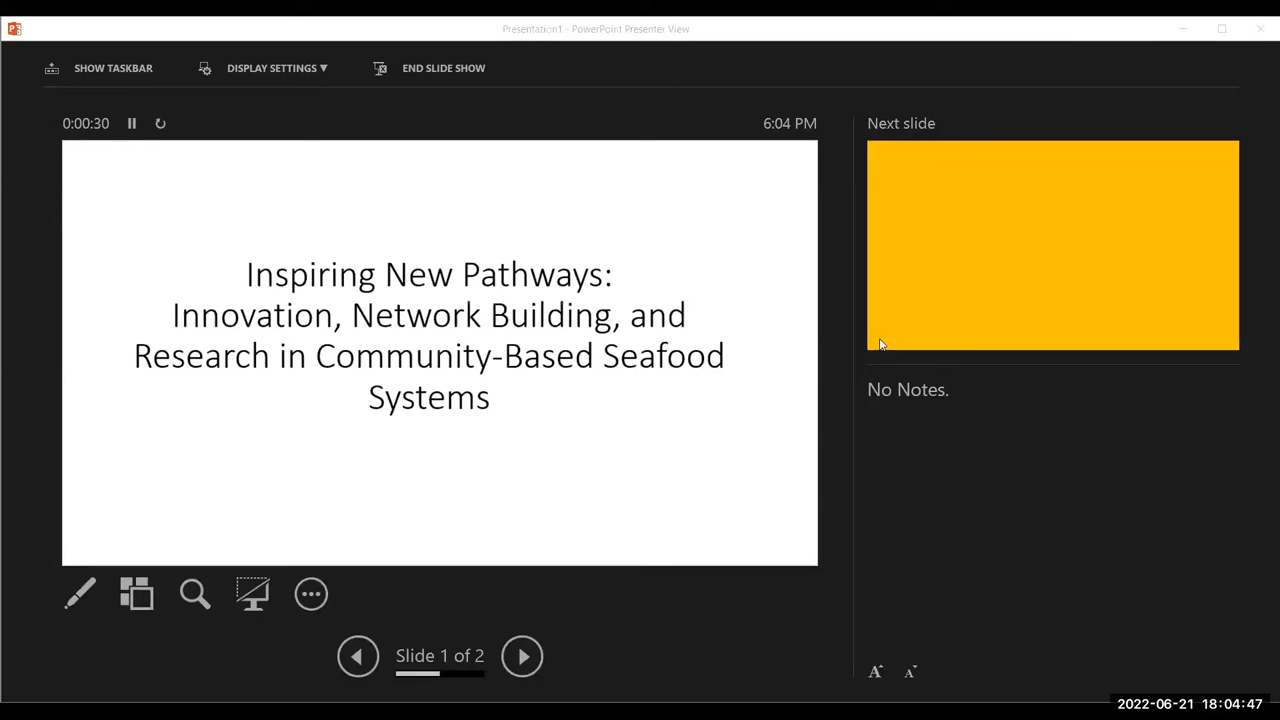 Presentation1 - PowerPoint Presenter View
SHOW TASKBAR DISPLAY SETTINGS ▼ END SLIDE SHOW
0:00:30 6:04 PM
Inspiring New Pathways:
Innovation, Network Building, and
Research in Community-Based Seafood
Systems
Slide 1 of 2
Next slide
No Notes.
A A
2022-06-21 18:04:47